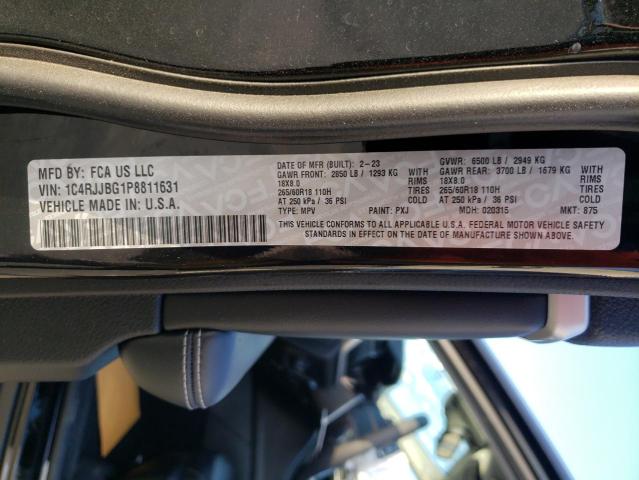 MFD BY: FCA US LLC
VIN: 1C4RJJBG1P8811631
VEHICLE MADE IN: U.S.A.
DATE OF MFR (BUILT): 2-23
GAWR FRONT: 2850 LB / 1293 KG WITH
18X8.0 RIMS
265/60R18 110H TIRES
AT 250 kPa / 36 PSI COLD
GVWR: 6500 LB / 2949 KG
GAWR REAR: 3700 LB / 1679 KG WITH
18X8.0 RIMS
265/60R18 110H TIRES
AT 250 kPa / 36 PSI COLD
TYPE: MPV PAINT: PXJ MDH: 020315 MKT: 875
THIS VEHICLE CONFORMS TO ALL APPLICABLE U.S.A. FEDERAL MOTOR VEHICLE SAFETY
STANDARDS IN EFFECT ON THE DATE OF MANUFACTURE SHOWN ABOVE.